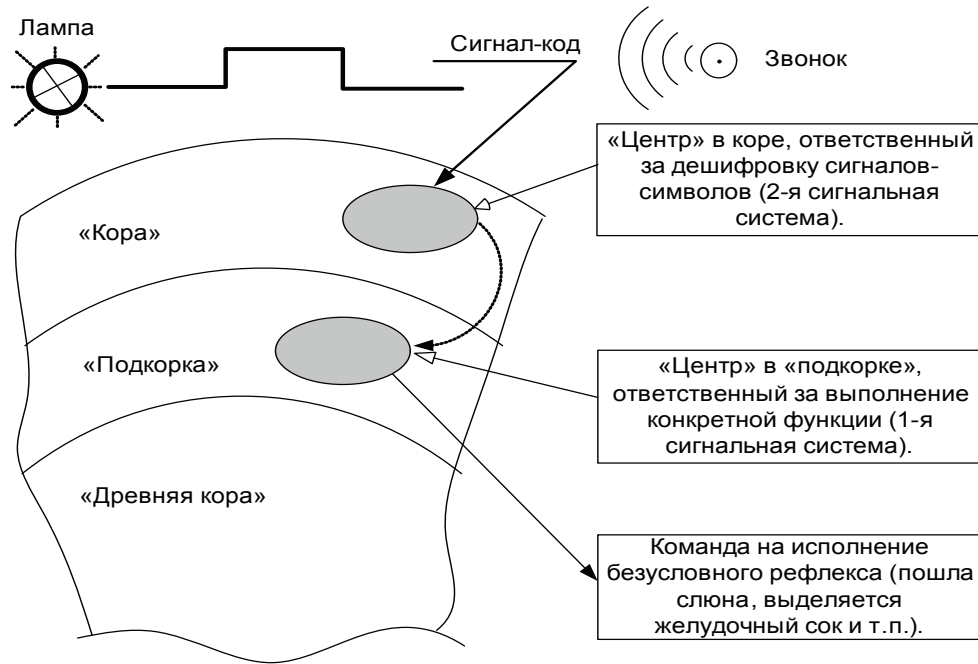 Лампа
Сигнал-код
Звонок
«Центр» в коре, ответственный
за дешифровку сигналов-
символов (2-я сигнальная
система).
«Кора»
«Подкорка»
«Центр» в «подкорке»,
ответственный за выполнение
конкретной функции (1-я
сигнальная система).
«Древняя кора»
Команда на исполнение
безусловного рефлекса (пошла
слюна, выделяется
желудочный сок и т.п.).